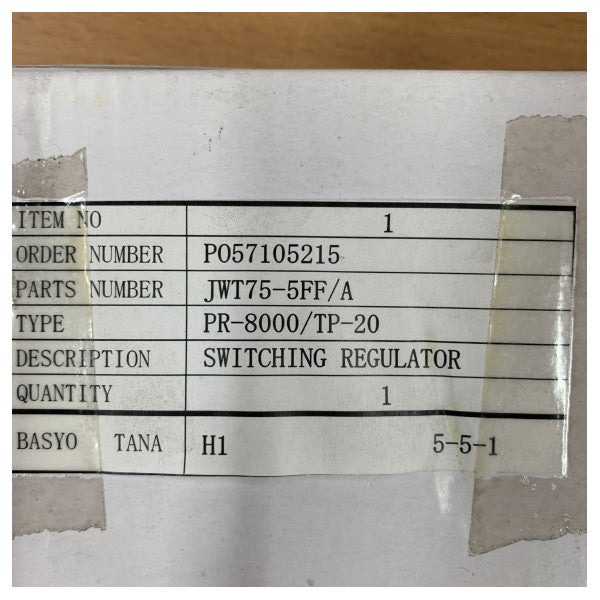 ITEM NO 1
ORDER NUMBER PO57105215
PARTS NUMBER JWT75-5FF/A
TYPE PR-8000/TP-20
DESCRIPTION SWITCHING REGULATOR
QUANTITY 1
BASYO TANA H1 5-5-1